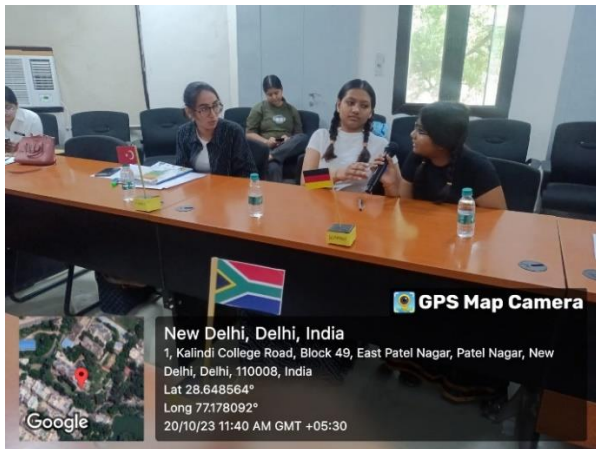 GPS Map Camera
New Delhi, Delhi, India
1, Kalindi College Road, Block 49, East Patel Nagar, Patel Nagar, New
Delhi, Delhi, 110008, India
Lat 28.648564°
Long 77.178092°
20/10/23 11:40 AM GMT +05:30
Google